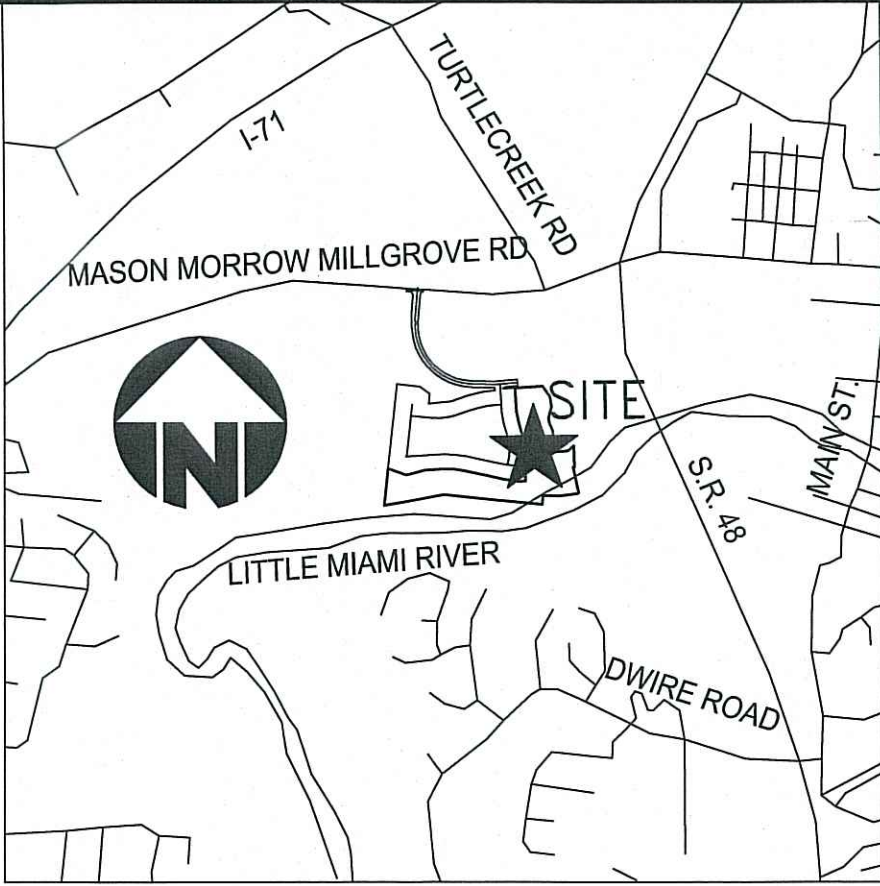 TURTLECREEK RD
I-71
MASON MORROW MILLGROVE RD
N
SITE
MAIN ST.
S.R. 48
LITTLE MIAMI RIVER
DWIRE ROAD